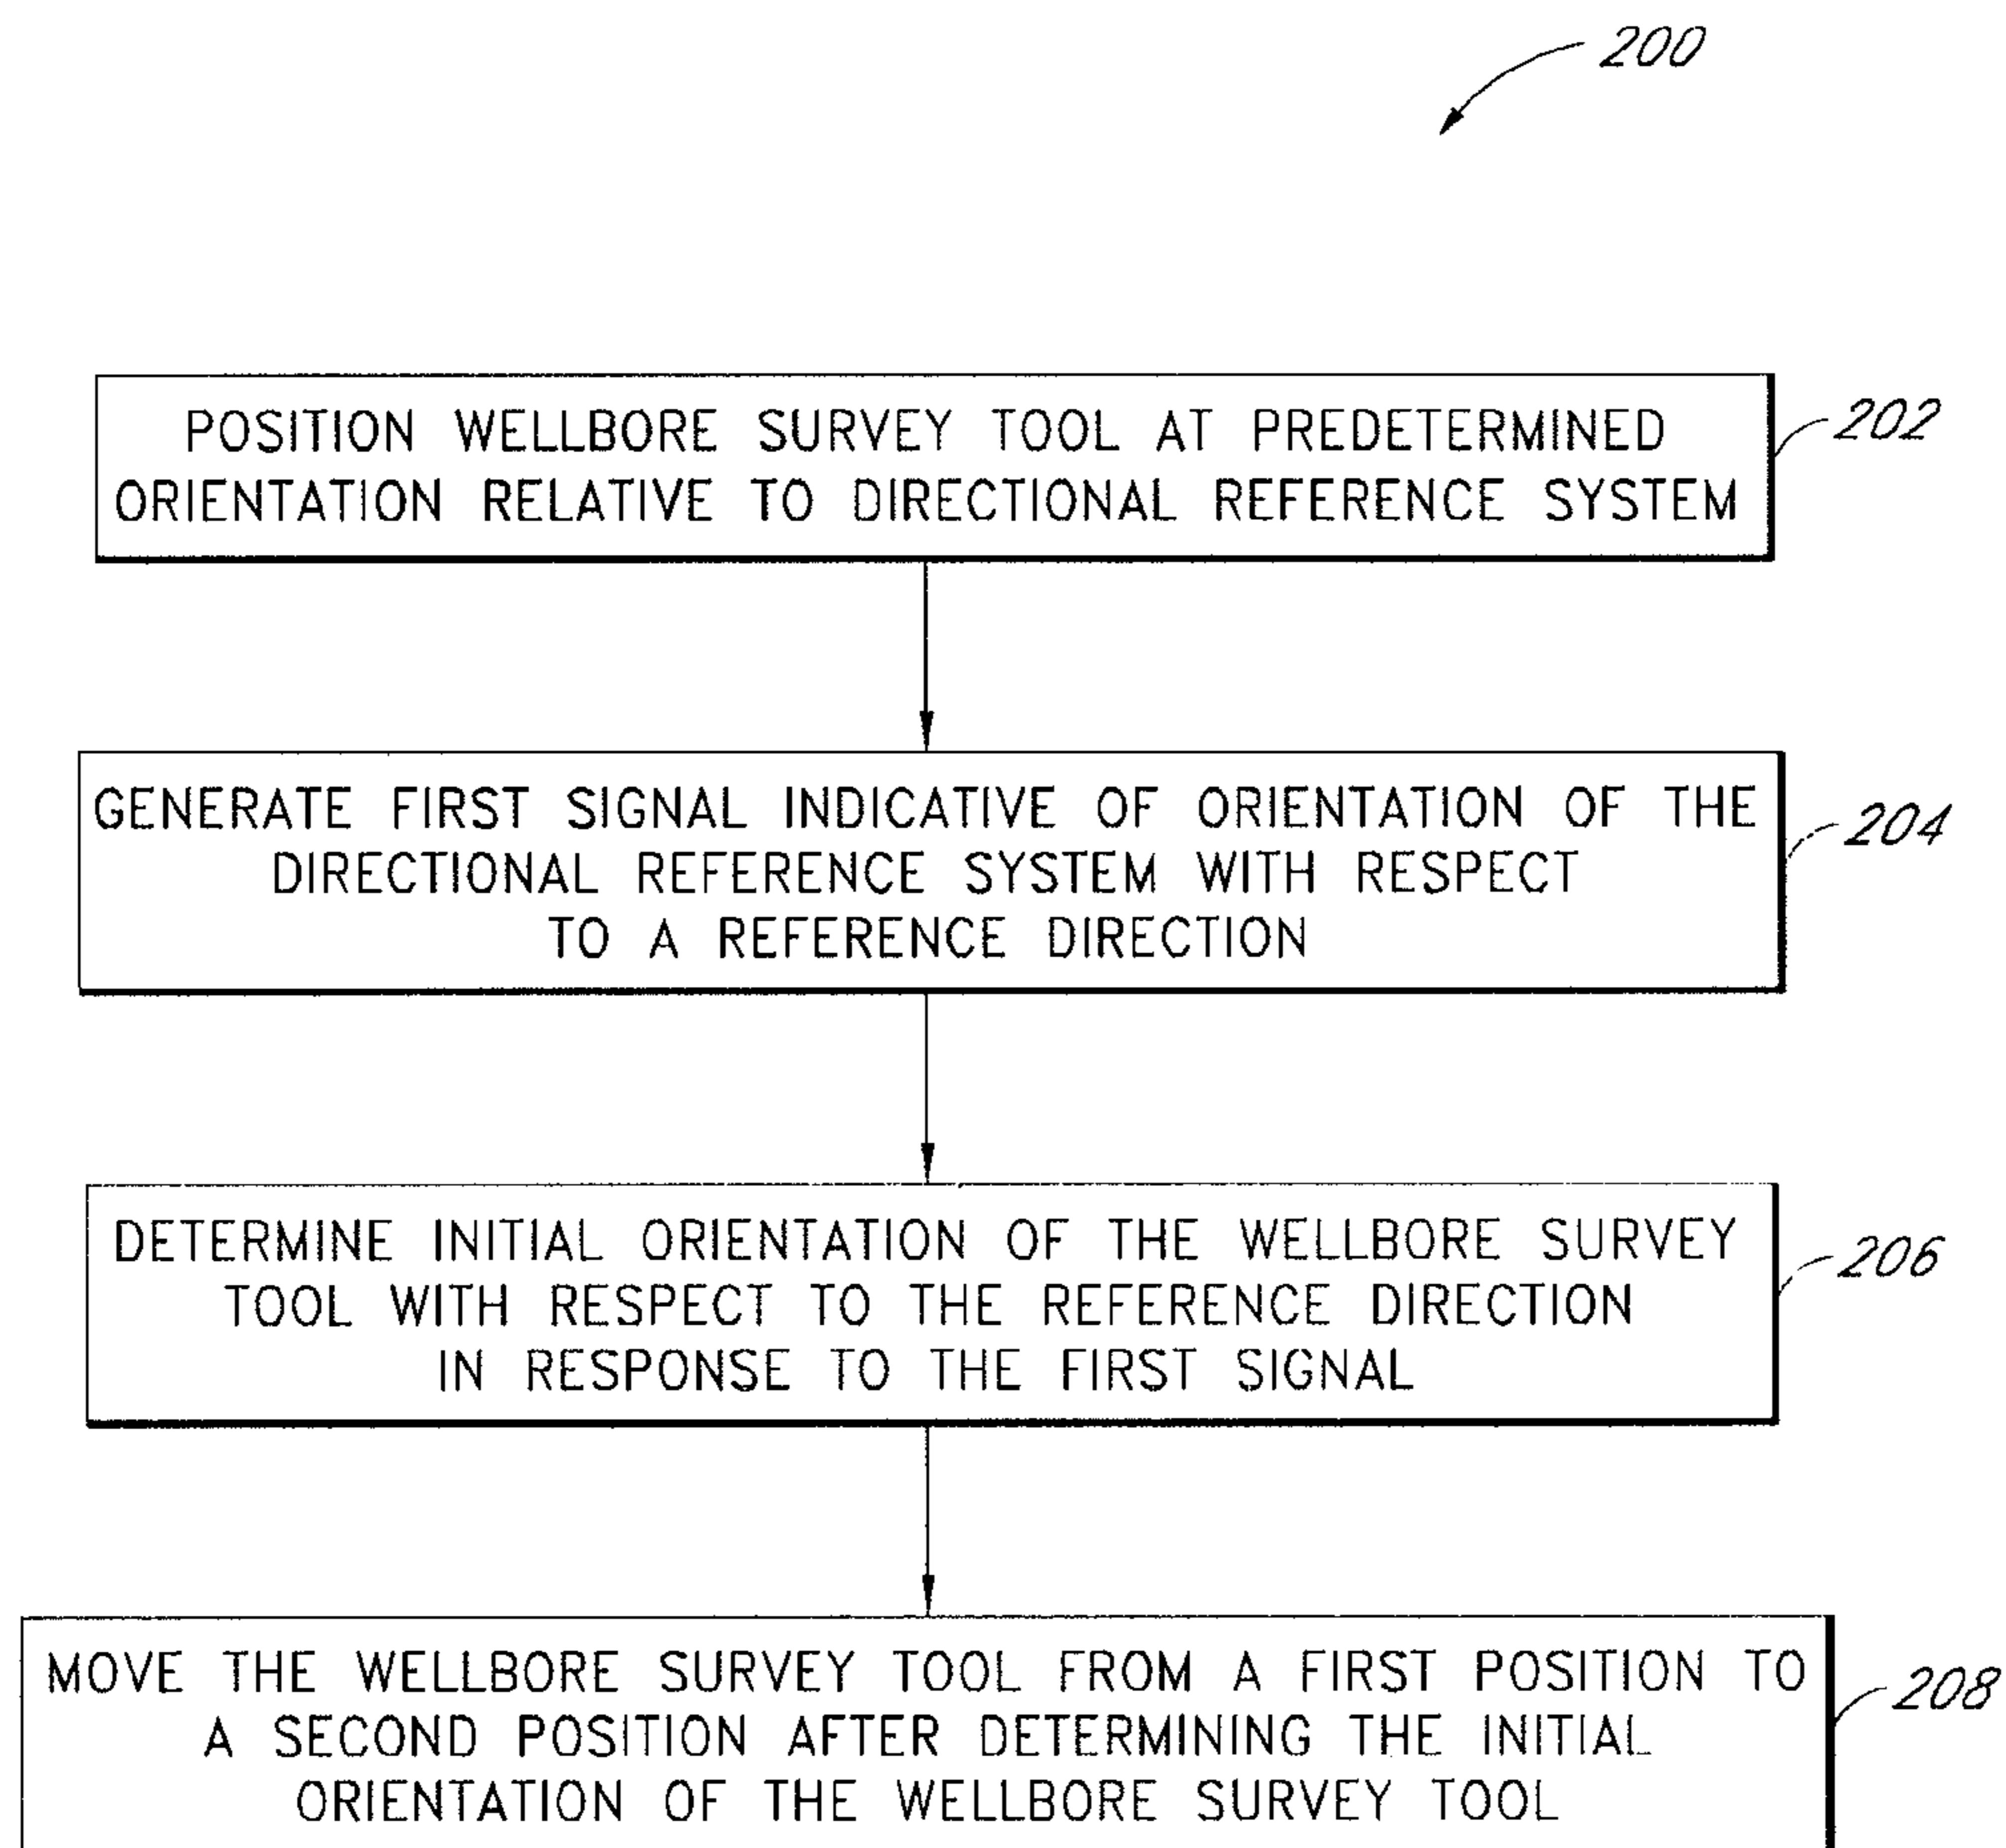 200
POSITION WELLBORE SURVEY TOOL AT PREDETERMINED
ORIENTATION RELATIVE TO DIRECTIONAL REFERENCE SYSTEM
202
GENERATE FIRST SIGNAL INDICATIVE OF ORIENTATION OF THE
DIRECTIONAL REFERENCE SYSTEM WITH RESPECT
TO A REFERENCE DIRECTION
204
DETERMINE INITIAL ORIENTATION OF THE WELLBORE SURVEY
TOOL WITH RESPECT TO THE REFERENCE DIRECTION
IN RESPONSE TO THE FIRST SIGNAL
206
MOVE THE WELLBORE SURVEY TOOL FROM A FIRST POSITION TO
A SECOND POSITION AFTER DETERMINING THE INITIAL
ORIENTATION OF THE WELLBORE SURVEY TOOL
208